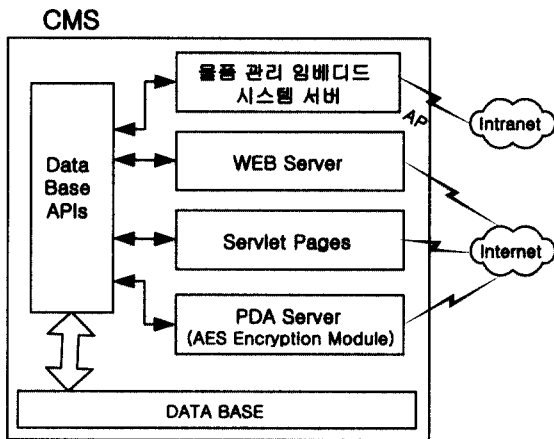 CMS
물품 관리 임베디드
시스템 서버
AP
Intranet
Data
Base
APIs
WEB Server
Servlet Pages
Internet
PDA Server
(AES Encryption Module)
DATA BASE